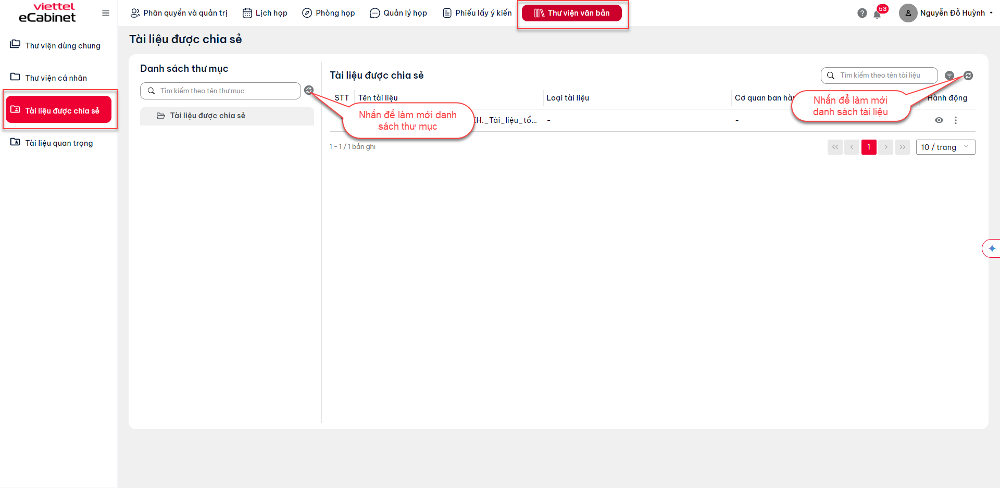 viettel
eCabinet
Phân quyền và quản trị
Lịch họp
Phòng họp
Quản lý họp
Phiếu lấy ý kiến
Thư viện văn bản
?
53
Nguyễn Đỗ Huỳnh
Thư viện dùng chung
Thư viện cá nhân
Tài liệu được chia sẻ
Tài liệu quan trọng
Tài liệu được chia sẻ
Danh sách thư mục
Tìm kiếm theo tên thư mục
Tài liệu được chia sẻ
Tài liệu được chia sẻ
Tìm kiếm theo tên tài liệu
STT
Tên tài liệu
Loại tài liệu
Cơ quan ban
Hành động
._Tài_liệu_tổ...
-
-
Nhấn để làm mới danh
sách thư mục
Nhấn để làm mới
danh sách tài liệu
1 - 1 / 1 bản ghi
<<
<
1
>
>>
10 / trang